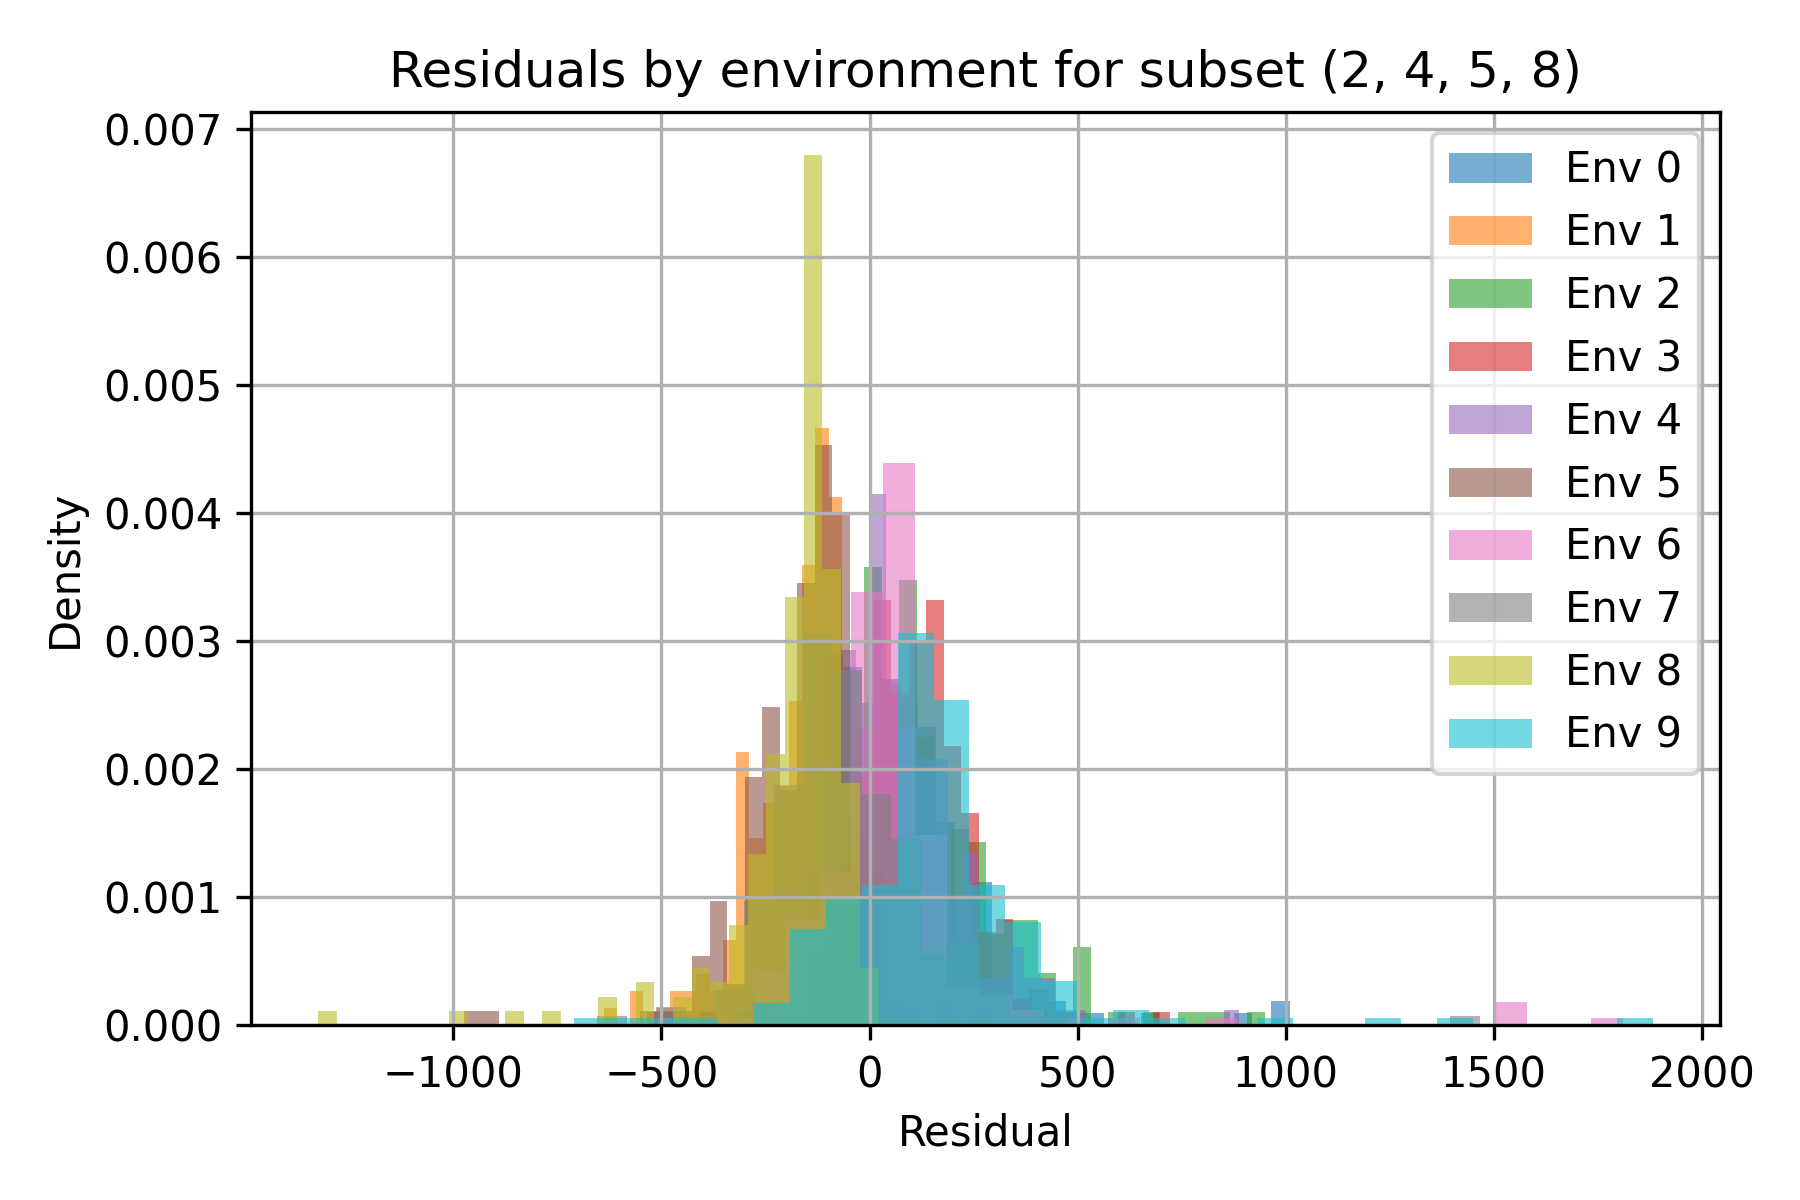 Residuals by environment for subset (2, 4, 5, 8)
0.007
0.006
0.005
0.004
0.003
0.002
0.001
0.000
Density
−1000
−500
0
500
1000
1500
2000
Residual
Env 0
Env 1
Env 2
Env 3
Env 4
Env 5
Env 6
Env 7
Env 8
Env 9